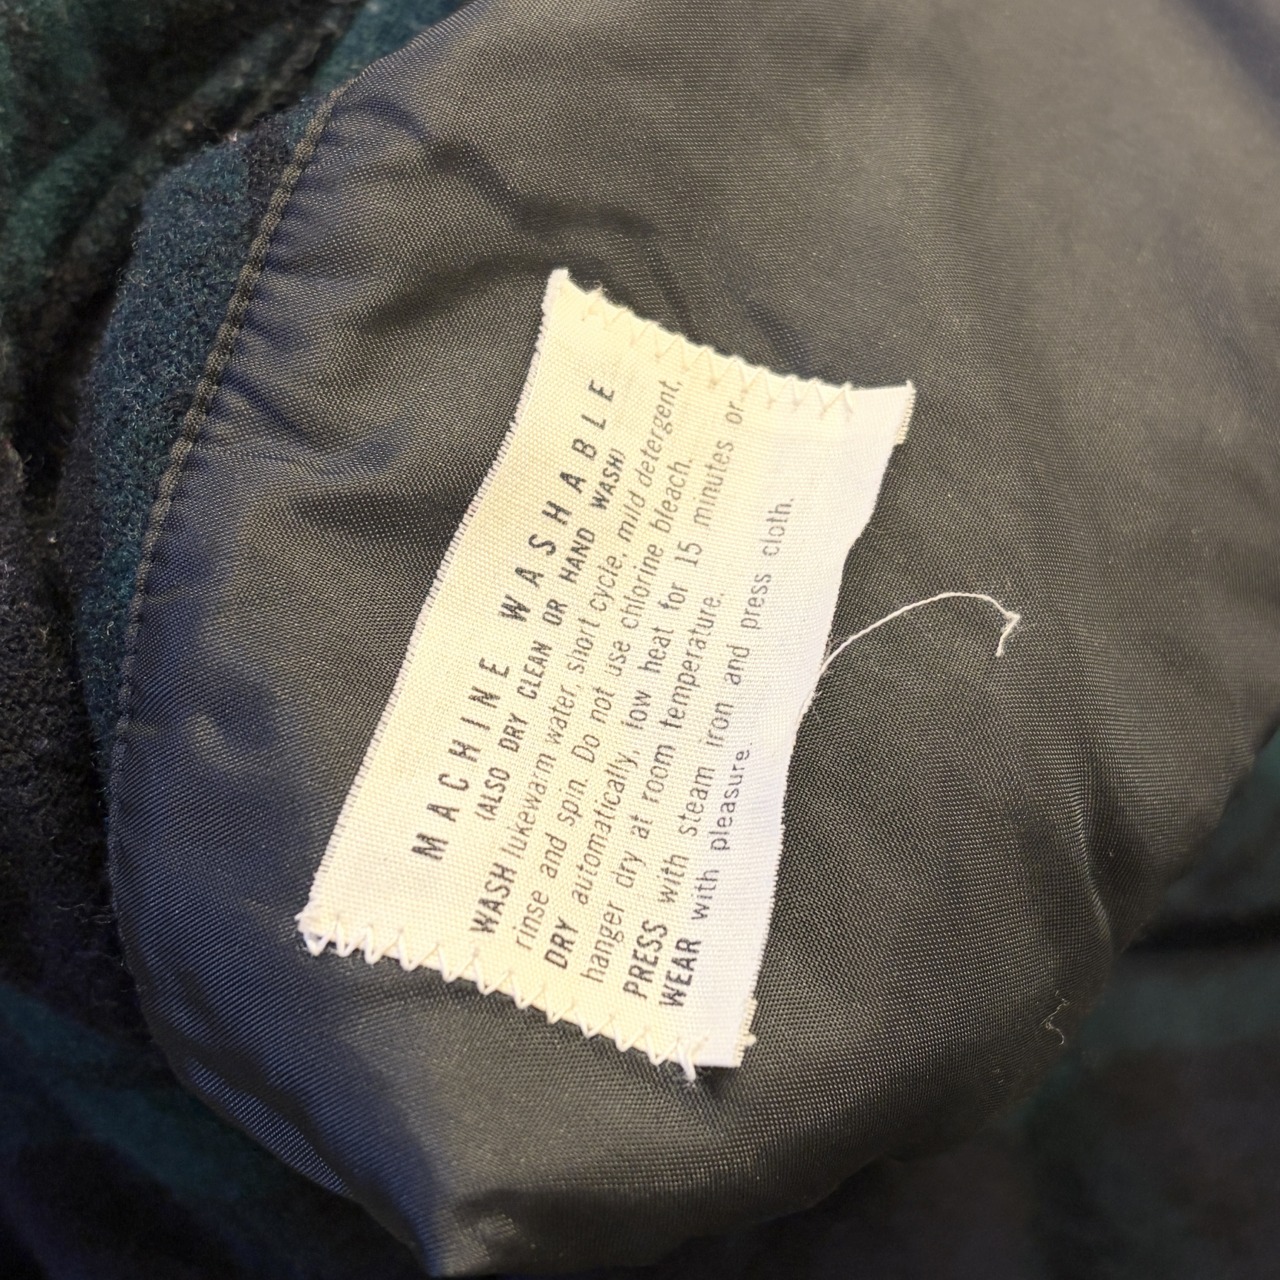 MACHINE WASHABLE
(ALSO DRY CLEAN OR HAND WASH)
WASH lukewarm water, short cycle, mild detergent,
rinse and spin. Do not use chlorine bleach.
DRY automatically, low heat for 15 minutes or
hanger dry at room temperature.
PRESS with steam iron and press cloth.
WEAR with pleasure.